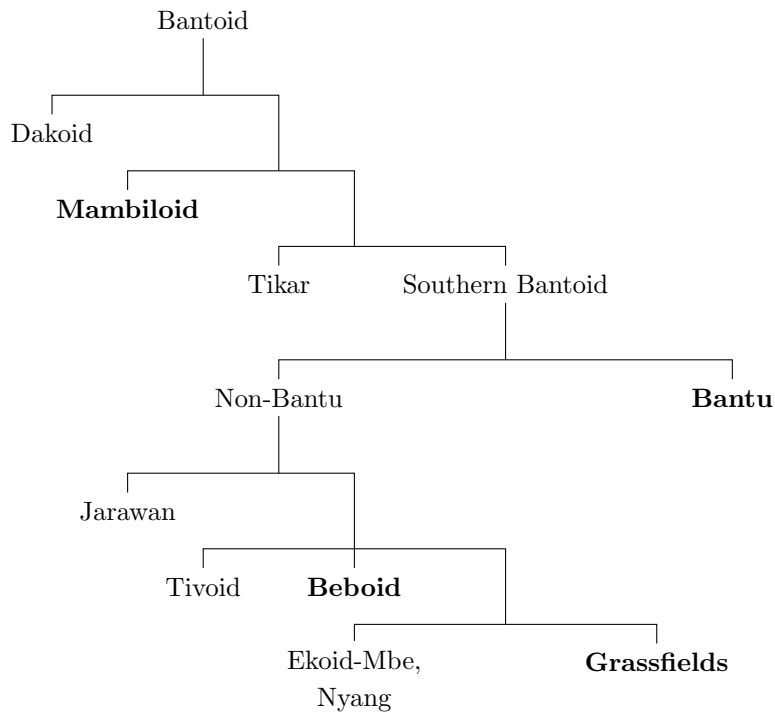 Bantoid
Dakoid
Mambiloid
Tikar
Southern Bantoid
Non-Bantu
Bantu
Jarawan
Tivoid
Beboid
Ekoid-Mbe,
Nyang
Grassfields